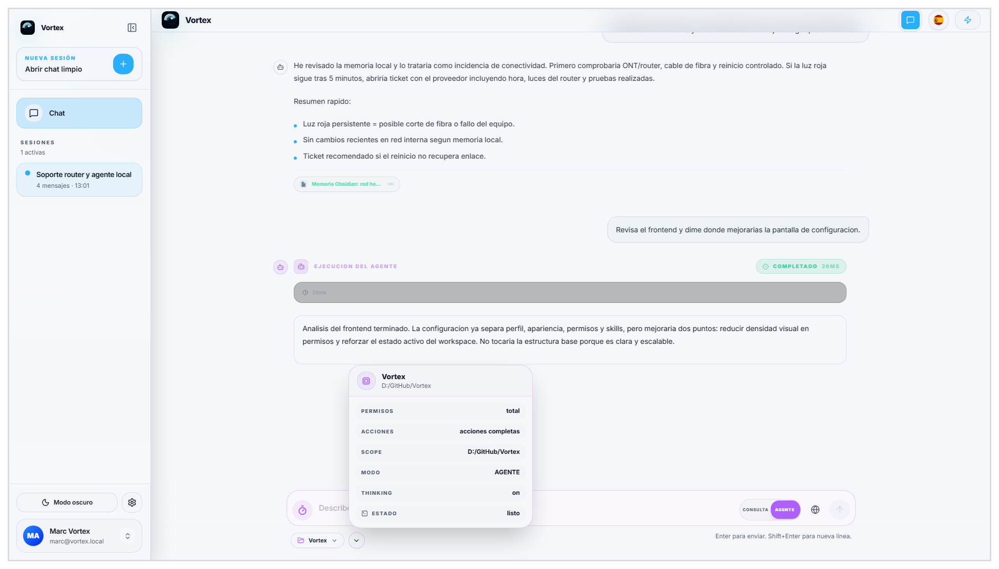 Vortex
NUEVA SESIÓN
Abrir chat limpio
Chat
SESIONES
1 activas
Soporte router y agente local
4 mensajes · 13:01
Modo oscuro
MA
Marc Vortex
marc@vortex.local
Vortex
He revisado la memoria local y lo trataria como incidencia de conectividad. Primero comprobaria ONT/router, cable de fibra y reinicio controlado. Si la luz roja
sigue tras 5 minutos, abriria ticket con el proveedor incluyendo hora, luces del router y pruebas realizadas.
Resumen rapido:
Luz roja persistente = posible corte de fibra o fallo del equipo.
Sin cambios recientes en red interna segun memoria local.
Ticket recomendado si el reinicio no recupera enlace.
Memoria Obsidian: red ho... SRC
Revisa el frontend y dime donde mejorarias la pantalla de configuracion.
EJECUCION DEL AGENTE
COMPLETADO 26MS
26ms
Analisis del frontend terminado. La configuracion ya separa perfil, apariencia, permisos y skills, pero mejoraria dos puntos: reducir densidad visual en
permisos y reforzar el estado activo del workspace. No tocaria la estructura base porque es clara y escalable.
Vortex
D:/GitHub/Vortex
PERMISOS total
ACCIONES acciones completas
SCOPE D:/GitHub/Vortex
MODO AGENTE
THINKING on
ESTADO listo
Describe
CONSULTA AGENTE
Vortex
Enter para enviar. Shift+Enter para nueva línea.